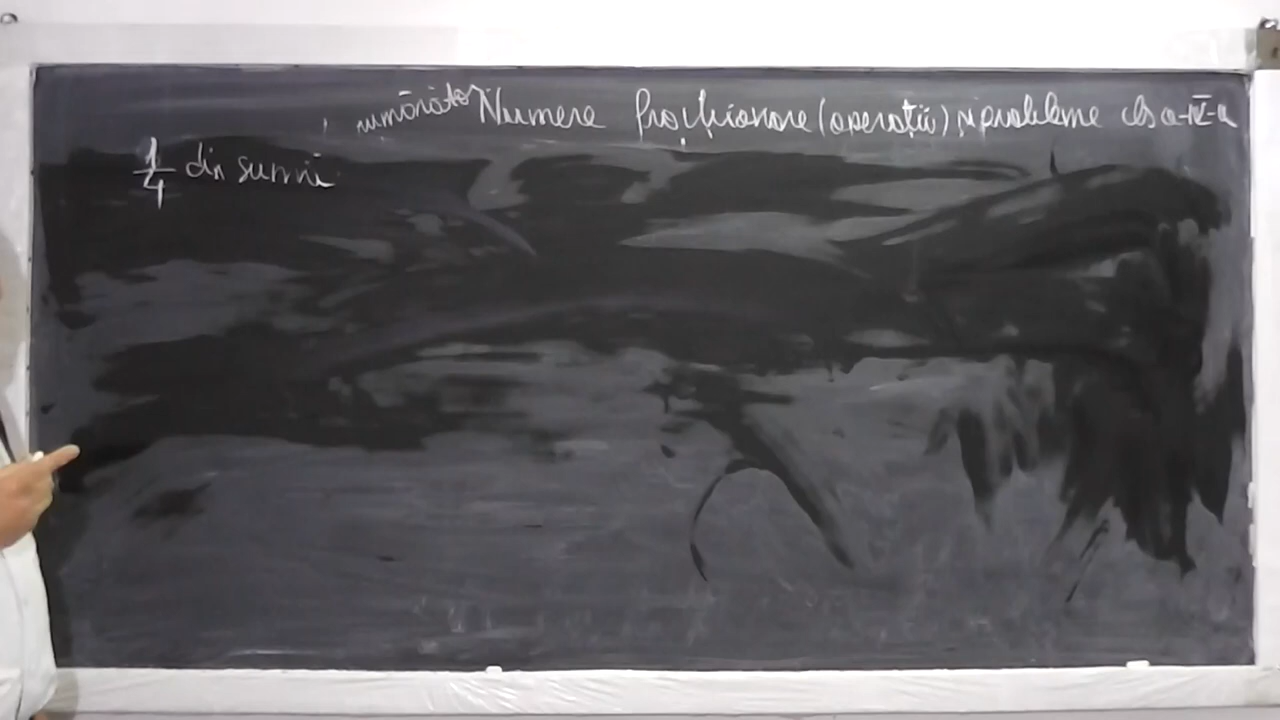 numărător Numere fracționare (operații) și probleme cls a-IV-a
1/4 din sumă